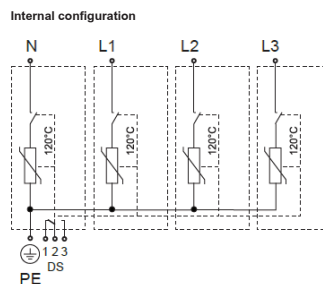 Internal configuration
N L1 L2 L3
120°C 120°C 120°C 120°C
1 2 3
DS
PE